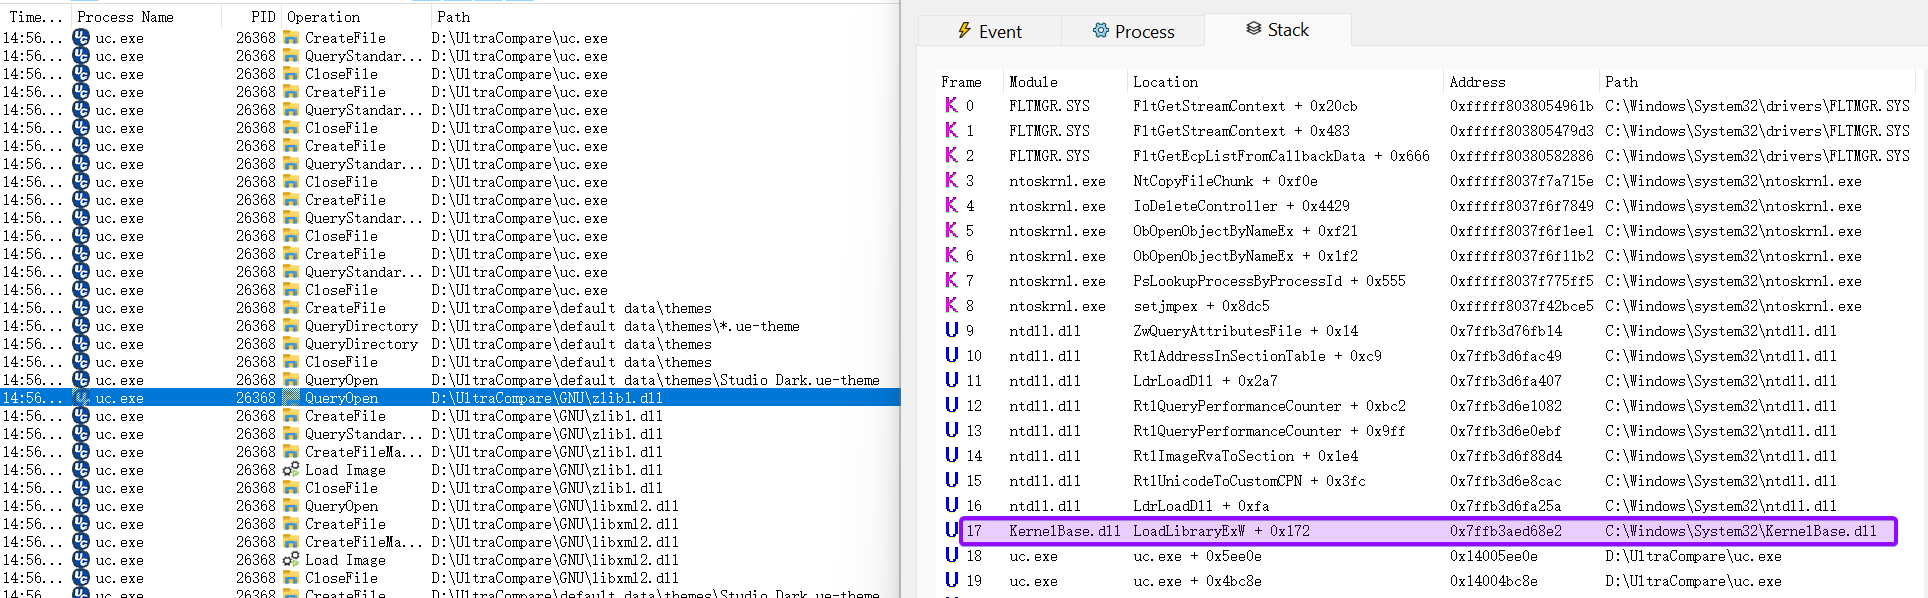 Time... Process Name PID Operation Path
14:56... uc.exe 26368 CreateFile D:\UltraCompare\uc.exe
14:56... uc.exe 26368 QueryStandar... D:\UltraCompare\uc.exe
14:56... uc.exe 26368 CloseFile D:\UltraCompare\uc.exe
14:56... uc.exe 26368 CreateFile D:\UltraCompare\uc.exe
14:56... uc.exe 26368 QueryStandar... D:\UltraCompare\uc.exe
14:56... uc.exe 26368 CloseFile D:\UltraCompare\uc.exe
14:56... uc.exe 26368 CreateFile D:\UltraCompare\uc.exe
14:56... uc.exe 26368 QueryStandar... D:\UltraCompare\uc.exe
14:56... uc.exe 26368 CloseFile D:\UltraCompare\uc.exe
14:56... uc.exe 26368 CreateFile D:\UltraCompare\uc.exe
14:56... uc.exe 26368 QueryStandar... D:\UltraCompare\uc.exe
14:56... uc.exe 26368 CloseFile D:\UltraCompare\uc.exe
14:56... uc.exe 26368 CreateFile D:\UltraCompare\uc.exe
14:56... uc.exe 26368 QueryStandar... D:\UltraCompare\uc.exe
14:56... uc.exe 26368 CloseFile D:\UltraCompare\uc.exe
14:56... uc.exe 26368 CreateFile D:\UltraCompare\default data\themes
14:56... uc.exe 26368 QueryDirectory D:\UltraCompare\default data\themes\*.ue-theme
14:56... uc.exe 26368 QueryDirectory D:\UltraCompare\default data\themes
14:56... uc.exe 26368 CloseFile D:\UltraCompare\default data\themes
14:56... uc.exe 26368 QueryOpen D:\UltraCompare\default data\themes\Studio Dark.ue-theme
14:56... uc.exe 26368 QueryOpen D:\UltraCompare\GNU\zlib1.dll
14:56... uc.exe 26368 CreateFile D:\UltraCompare\GNU\zlib1.dll
14:56... uc.exe 26368 QueryStandar... D:\UltraCompare\GNU\zlib1.dll
14:56... uc.exe 26368 CreateFileMa... D:\UltraCompare\GNU\zlib1.dll
14:56... uc.exe 26368 Load Image D:\UltraCompare\GNU\zlib1.dll
14:56... uc.exe 26368 CloseFile D:\UltraCompare\GNU\zlib1.dll
14:56... uc.exe 26368 QueryOpen D:\UltraCompare\GNU\libxml2.dll
14:56... uc.exe 26368 CreateFile D:\UltraCompare\GNU\libxml2.dll
14:56... uc.exe 26368 CreateFileMa... D:\UltraCompare\GNU\libxml2.dll
14:56... uc.exe 26368 Load Image D:\UltraCompare\GNU\libxml2.dll
14:56... uc.exe 26368 CloseFile D:\UltraCompare\GNU\libxml2.dll
14:56... uc.exe 26368 CreateFile D:\UltraCompare\default data\themes\Studio Dark.ue-theme
Event Process Stack
Frame Module Location Address Path
K 0 FLTMGR.SYS FltGetStreamContext + 0x20cb 0xfffff8038054961b C:\Windows\System32\drivers\FLTMGR.SYS
K 1 FLTMGR.SYS FltGetStreamContext + 0x483 0xfffff803805479d3 C:\Windows\System32\drivers\FLTMGR.SYS
K 2 FLTMGR.SYS FltGetEcpListFromCallbackData + 0x666 0xfffff80380582886 C:\Windows\System32\drivers\FLTMGR.SYS
K 3 ntoskrnl.exe NtCopyFileChunk + 0xf0e 0xfffff8037f7a715e C:\Windows\system32\ntoskrnl.exe
K 4 ntoskrnl.exe IoDeleteController + 0x4429 0xfffff8037f6f7849 C:\Windows\system32\ntoskrnl.exe
K 5 ntoskrnl.exe ObOpenObjectByNameEx + 0xf21 0xfffff8037f6f1ee1 C:\Windows\system32\ntoskrnl.exe
K 6 ntoskrnl.exe ObOpenObjectByNameEx + 0x1f2 0xfffff8037f6f11b2 C:\Windows\system32\ntoskrnl.exe
K 7 ntoskrnl.exe PsLookupProcessByProcessId + 0x555 0xfffff8037f775ff5 C:\Windows\system32\ntoskrnl.exe
K 8 ntoskrnl.exe setjmpex + 0x8dc5 0xfffff8037f42bce5 C:\Windows\system32\ntoskrnl.exe
U 9 ntdll.dll ZwQueryAttributesFile + 0x14 0x7ffb3d76fb14 C:\Windows\System32\ntdll.dll
U 10 ntdll.dll RtlAddressInSectionTable + 0xc9 0x7ffb3d6fac49 C:\Windows\System32\ntdll.dll
U 11 ntdll.dll LdrLoadDll + 0x2a7 0x7ffb3d6fa407 C:\Windows\System32\ntdll.dll
U 12 ntdll.dll RtlQueryPerformanceCounter + 0xbc2 0x7ffb3d6e1082 C:\Windows\System32\ntdll.dll
U 13 ntdll.dll RtlQueryPerformanceCounter + 0x9ff 0x7ffb3d6e0ebf C:\Windows\System32\ntdll.dll
U 14 ntdll.dll RtlImageRvaToSection + 0x1e4 0x7ffb3d6f88d4 C:\Windows\System32\ntdll.dll
U 15 ntdll.dll RtlUnicodeToCustomCPN + 0x3fc 0x7ffb3d6e8cac C:\Windows\System32\ntdll.dll
U 16 ntdll.dll LdrLoadDll + 0xfa 0x7ffb3d6fa25a C:\Windows\System32\ntdll.dll
U 17 KernelBase.dll LoadLibraryExW + 0x172 0x7ffb3aed68e2 C:\Windows\System32\KernelBase.dll
U 18 uc.exe uc.exe + 0x5ee0e 0x14005ee0e D:\UltraCompare\uc.exe
U 19 uc.exe uc.exe + 0x4bc8e 0x14004bc8e D:\UltraCompare\uc.exe